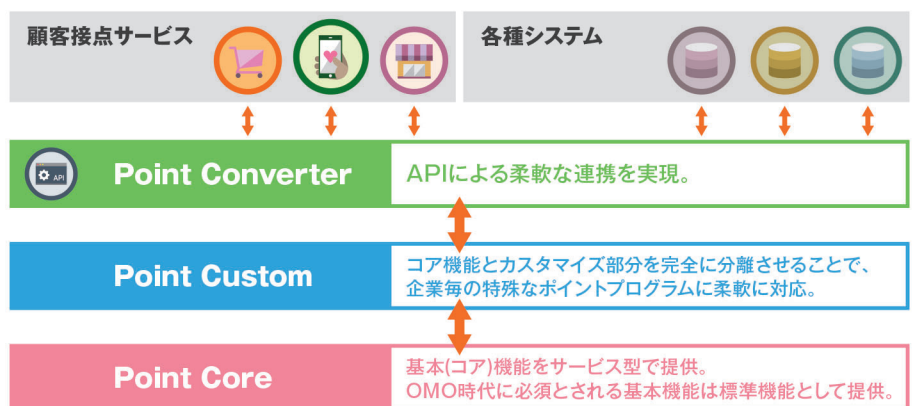 顧客接点サービス
各種システム
API
Point Converter
APIによる柔軟な連携を実現。
Point Custom
コア機能とカスタマイズ部分を完全に分離させることで、
企業毎の特殊なポイントプログラムに柔軟に対応。
Point Core
基本(コア)機能をサービス型で提供。
OMO時代に必須とされる基本機能は標準機能として提供。